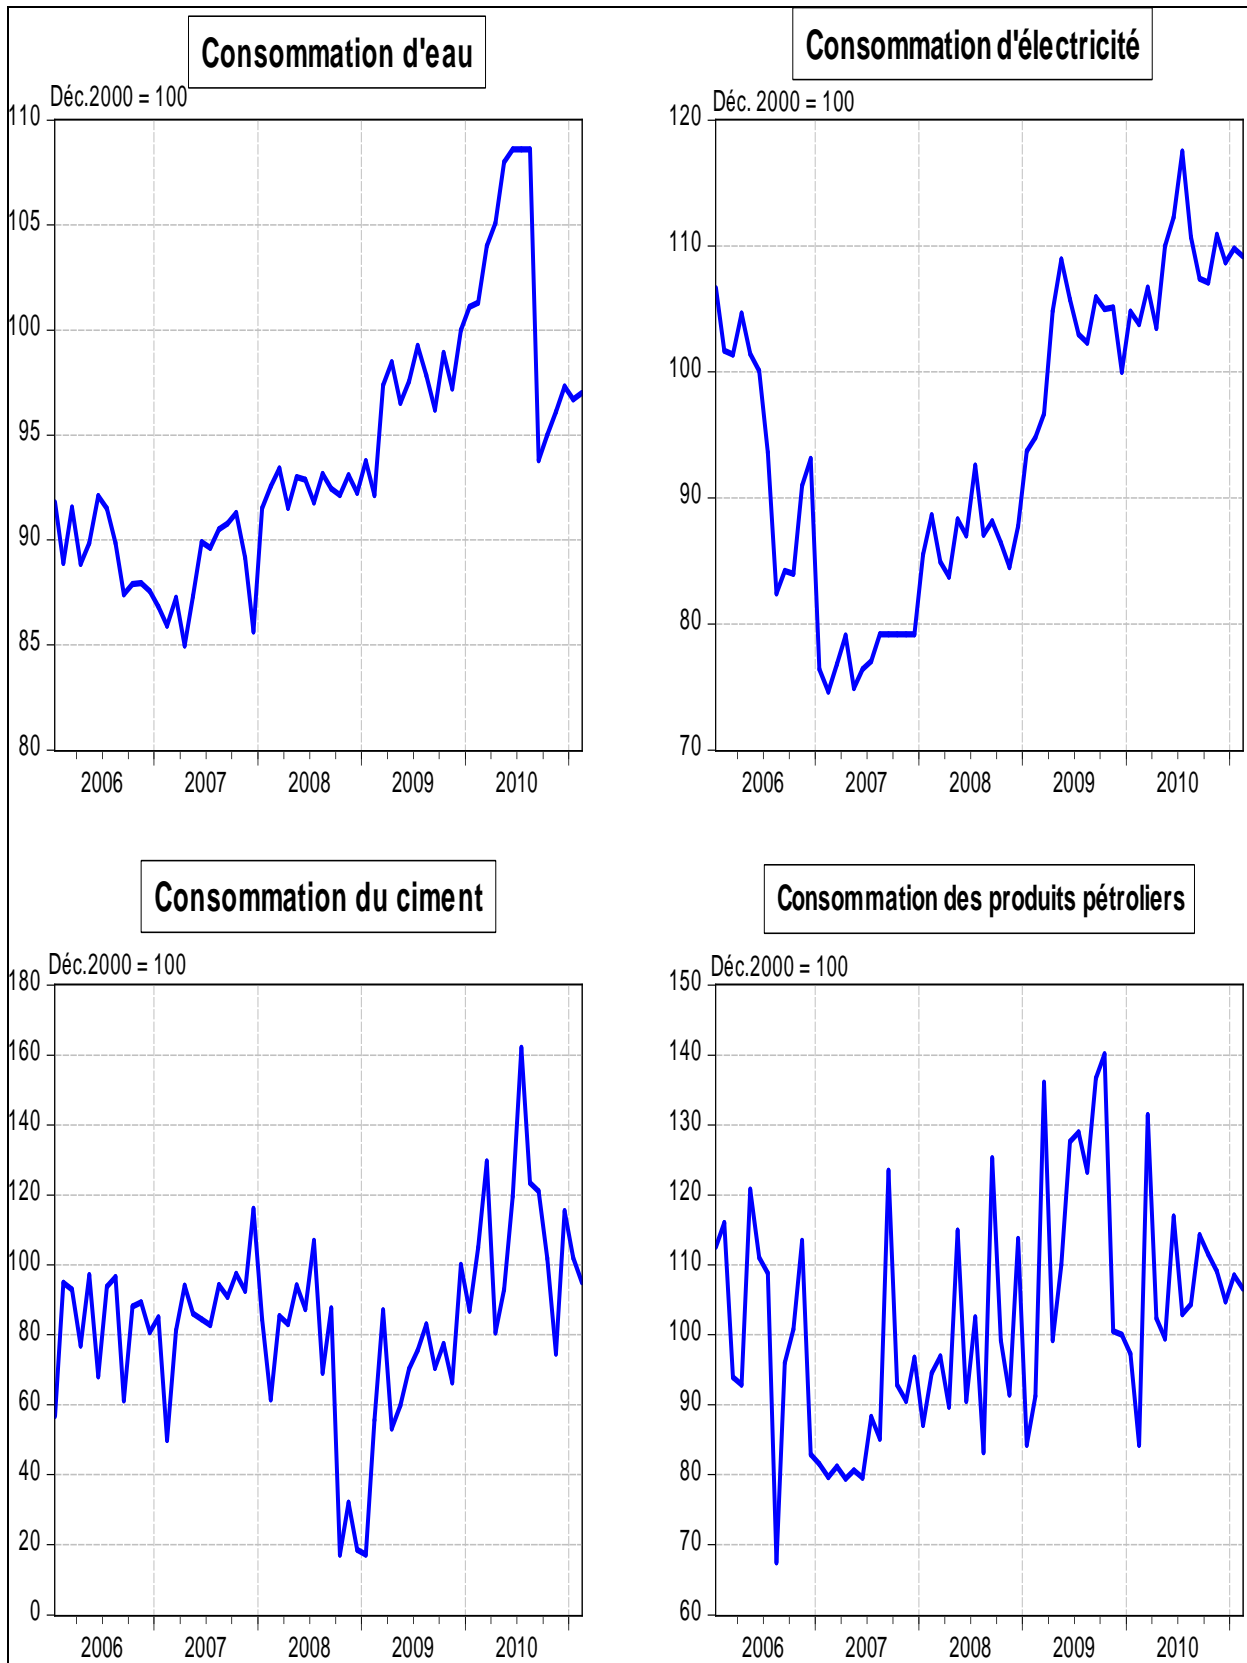 Consommation d'eau
Déc.2000 = 100
110
105
100
95
90
85
80
2006 2007 2008 2009 2010
Consommation d'électricité
Déc. 2000 = 100
120
110
100
90
80
70
2006 2007 2008 2009 2010
Consommation du ciment
Déc.2000 = 100
180
160
140
120
100
80
60
40
20
0
2006 2007 2008 2009 2010
Consommation des produits pétroliers
Déc.2000 = 100
150
140
130
120
110
100
90
80
70
60
2006 2007 2008 2009 2010